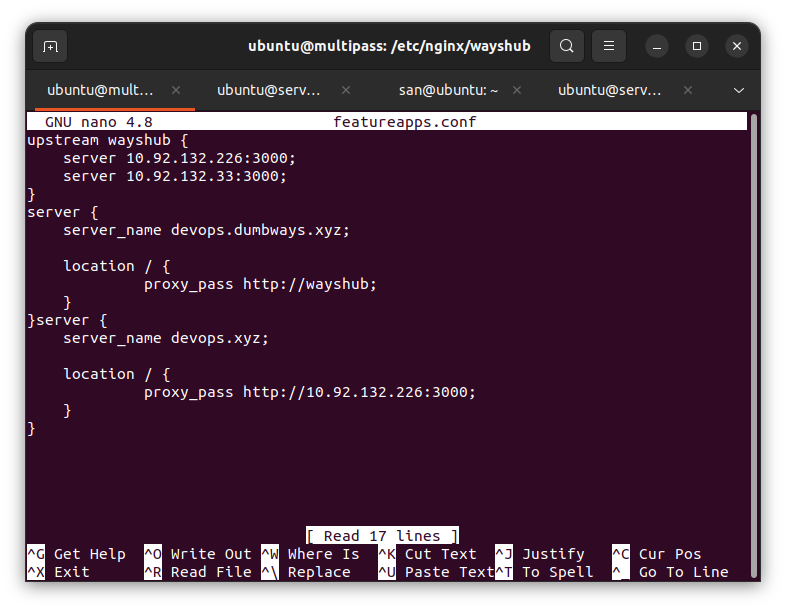 ubuntu@multipass: /etc/nginx/wayshub
ubuntu@mult... ubuntu@serv... san@ubuntu: ~ ubuntu@serv...
GNU nano 4.8 featureapps.conf
upstream wayshub {
    server 10.92.132.226:3000;
    server 10.92.132.33:3000;
}
server {
    server_name devops.dumbways.xyz;
    location / {
             proxy_pass http://wayshub;
    }
}server {
    server_name devops.xyz;
    location / {
             proxy_pass http://10.92.132.226:3000;
    }
}
[ Read 17 lines ]
^G Get Help ^O Write Out ^W Where Is ^K Cut Text ^J Justify ^C Cur Pos
^X Exit ^R Read File ^\ Replace ^U Paste Text^T To Spell ^_ Go To Line